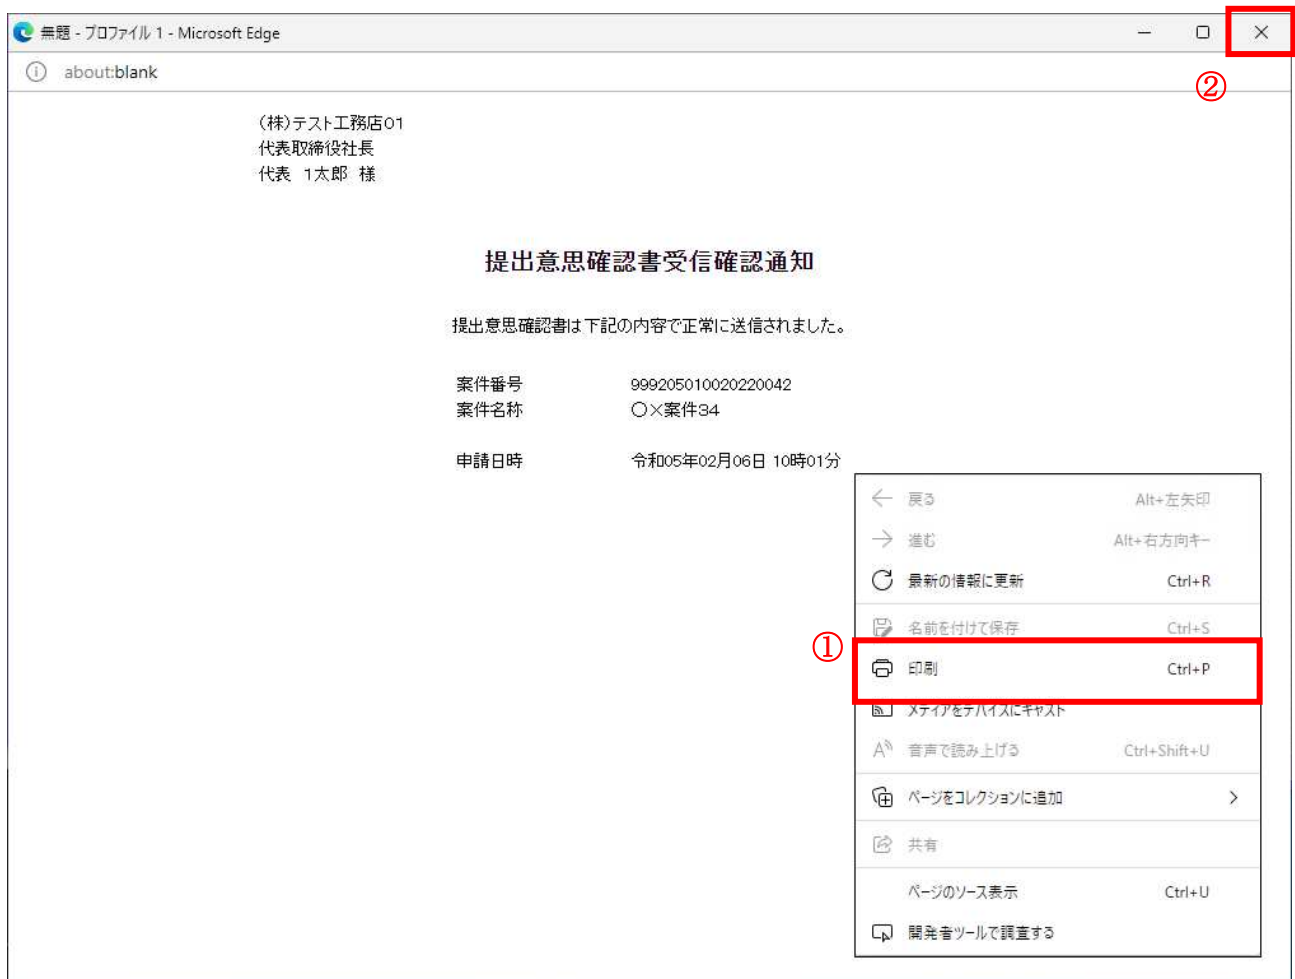 無題 - プロファイル 1 - Microsoft Edge
about:blank
②
(株)テスト工務店01
代表取締役社長
代表 1太郎 様
提出意思確認書受信確認通知
提出意思確認書は下記の内容で正常に送信されました。
案件番号 999205010020220042
案件名称 〇×案件34
申請日時 令和05年02月06日 10時01分
戻る Alt+左矢印
進む Alt+右方向キー
最新の情報に更新 Ctrl+R
名前を付けて保存 Ctrl+S
①
印刷 Ctrl+P
メディアをデバイスにキャスト
音声で読み上げる Ctrl+Shift+U
ページをコレクションに追加
共有
ページのソース表示 Ctrl+U
開発者ツールで調査する